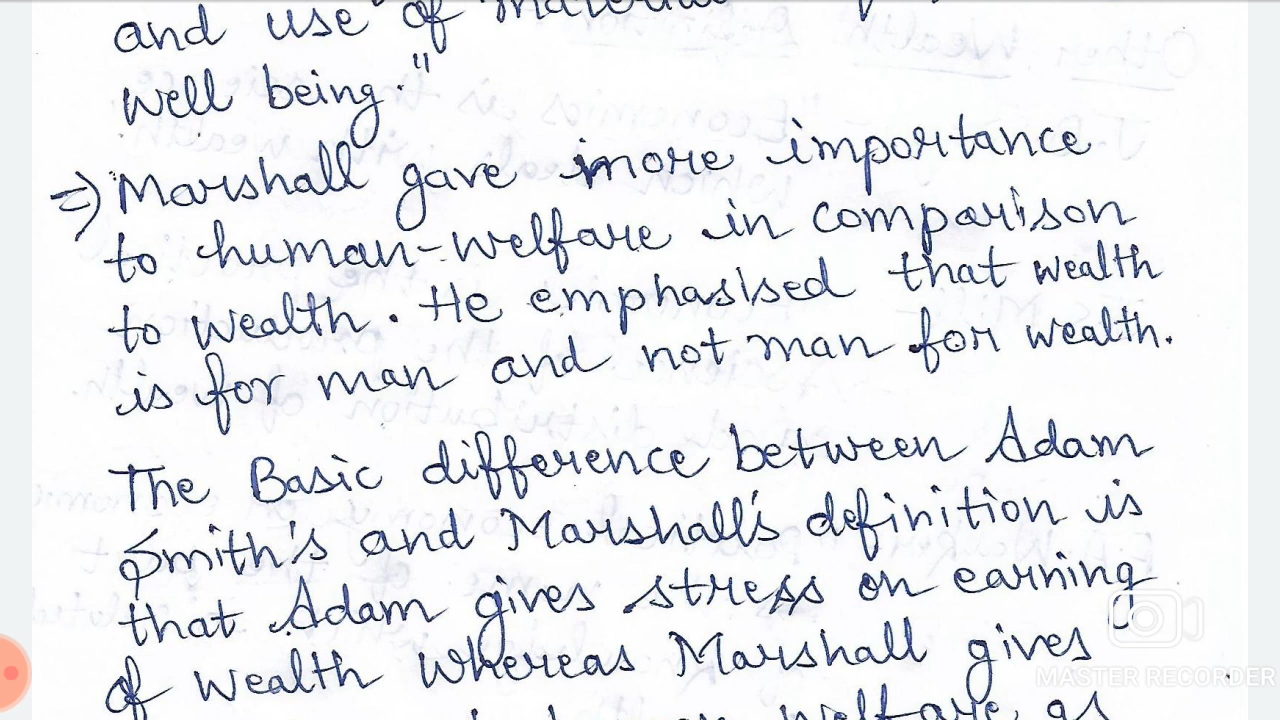 and use of
well being."
⇒ Marshall gave more importance
to human-welfare in comparison
to wealth. He emphasised that wealth
is for man and not man for wealth.
The Basic difference between Adam
Smith's and Marshall's definition is
that Adam gives stress on earning
of wealth whereas Marshall gives
welfare as
MASTER RECORDER